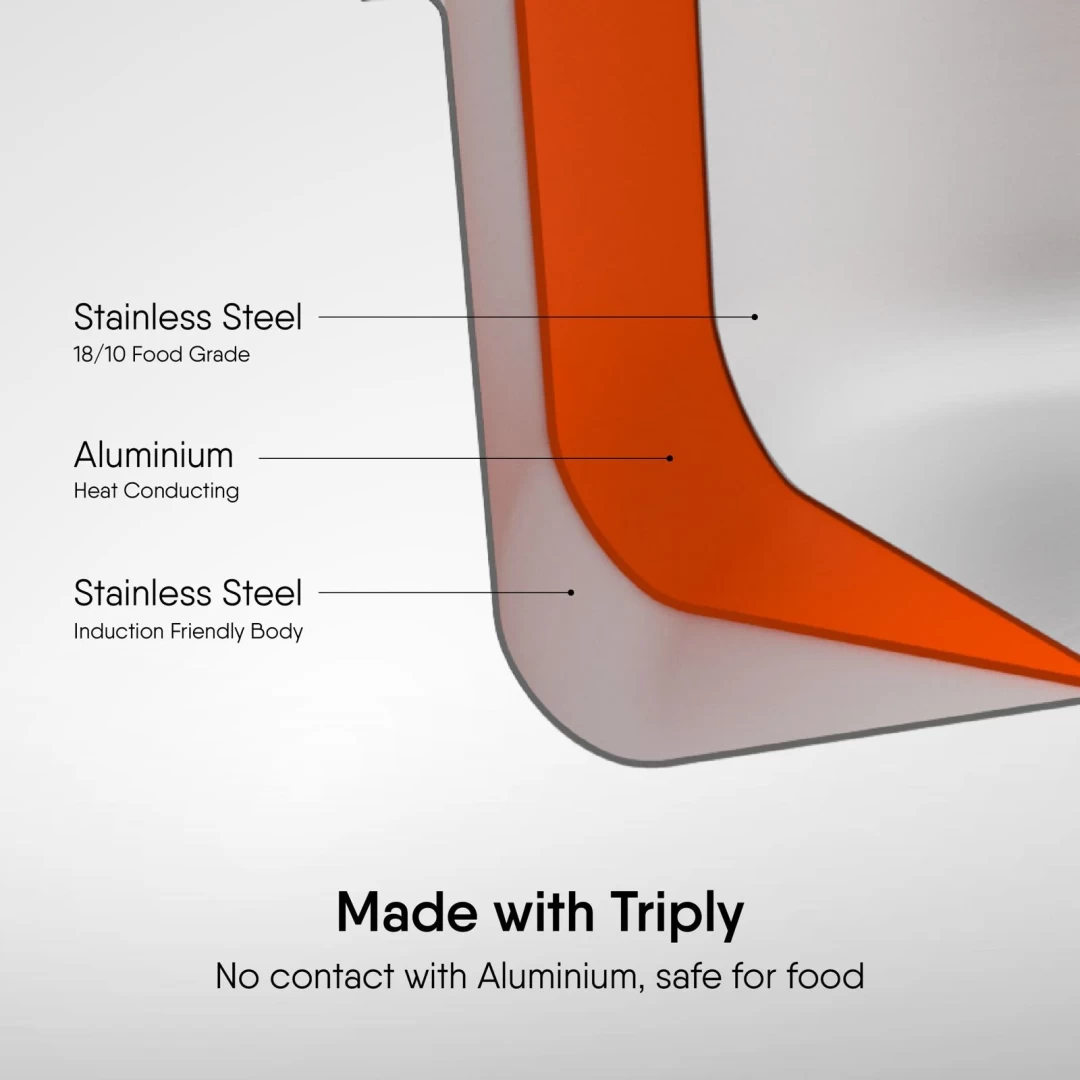 Stainless Steel
18/10 Food Grade
Aluminium
Heat Conducting
Stainless Steel
Induction Friendly Body
Made with Triply
No contact with Aluminium, safe for food